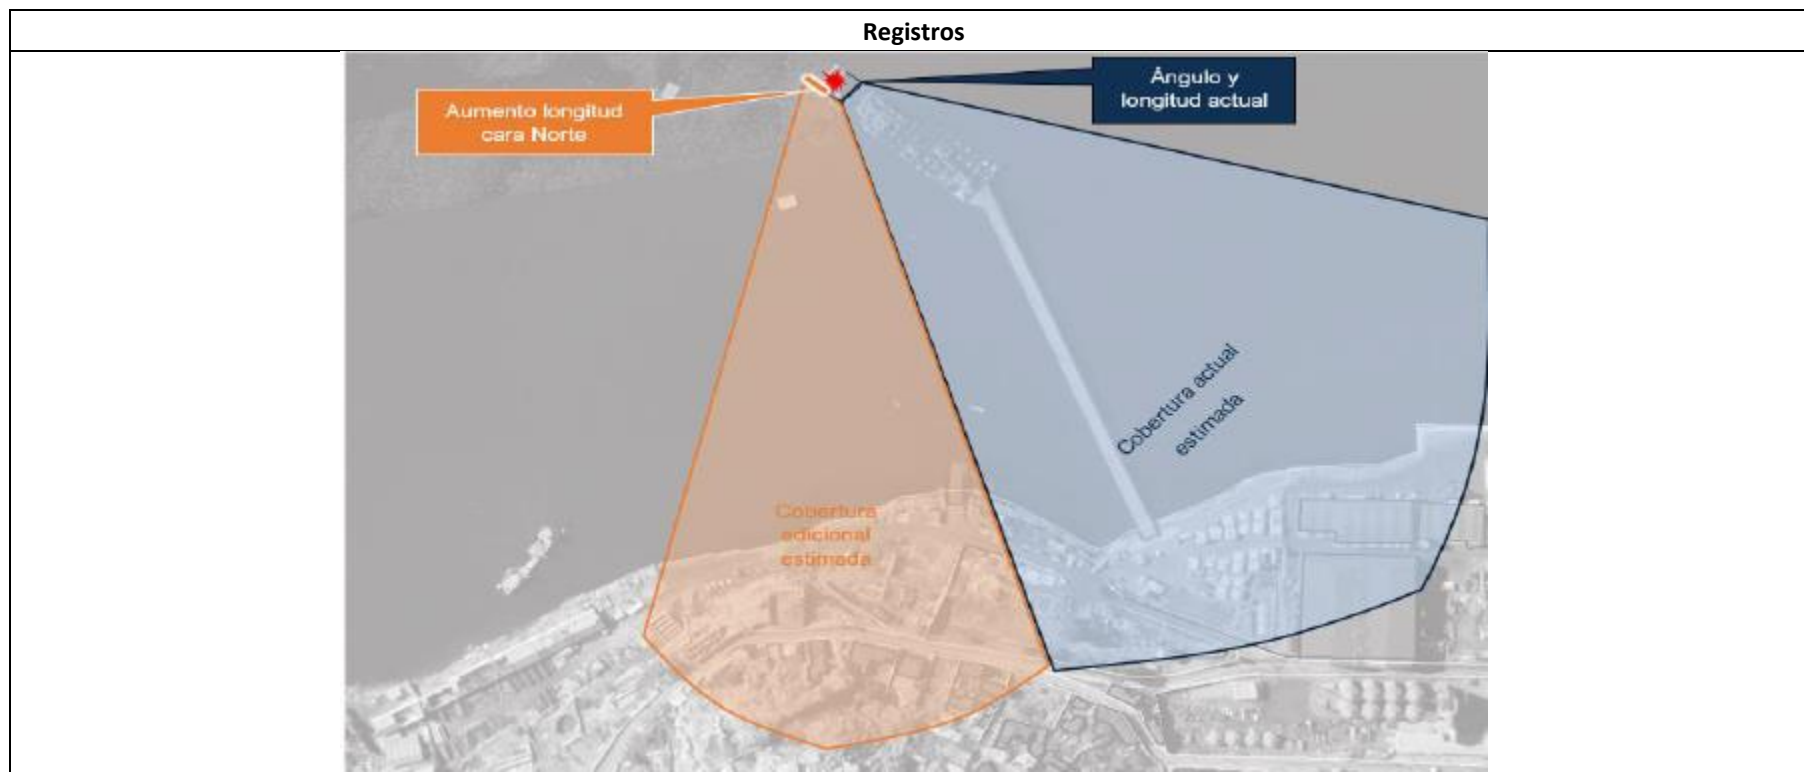 Registros
Aumento longitud
cara Norte
Ángulo y
longitud actual
Cobertura actual
estimada
Cobertura
adicional
estimada